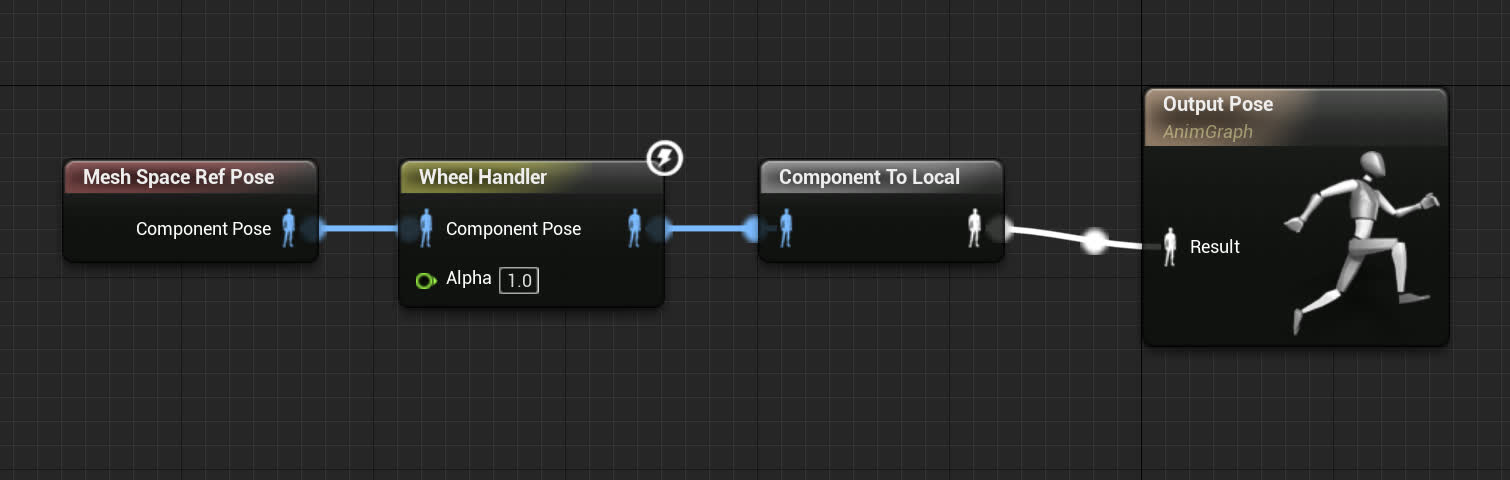 Mesh Space Ref Pose
Component Pose
Wheel Handler
Component Pose
Alpha 1.0
Component To Local
Output Pose
AnimGraph
Result